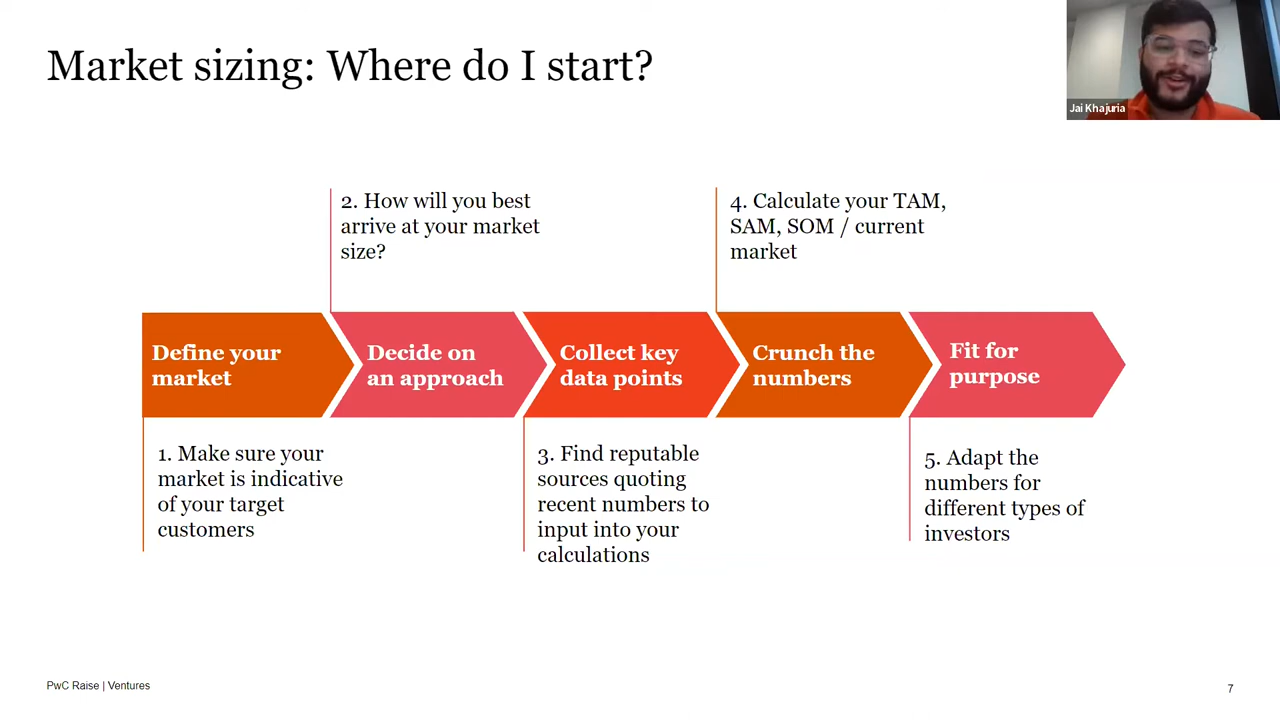 Market sizing: Where do I start?
Jai Khajuria
2. How will you best
arrive at your market
size?
4. Calculate your TAM,
SAM, SOM / current
market
Define your
market
Decide on
an approach
Collect key
data points
Crunch the
numbers
Fit for
purpose
1. Make sure your
market is indicative
of your target
customers
3. Find reputable
sources quoting
recent numbers to
input into your
calculations
5. Adapt the
numbers for
different types of
investors
PwC Raise | Ventures
7